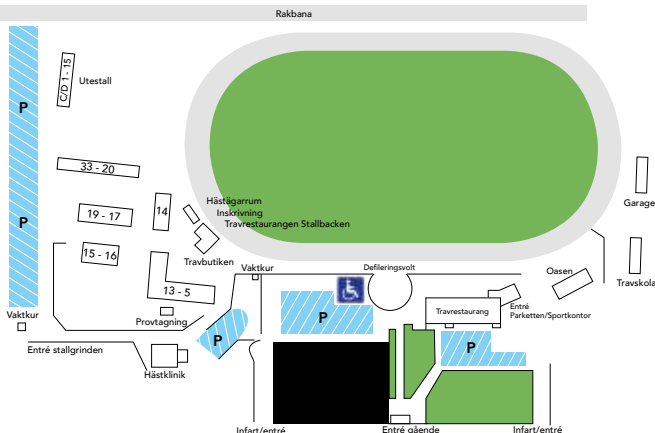 Rakbana
P
C/D 1 - 15
Utestall
33 - 20
19 - 17
14
Hästägarrum
Inskrivning
Travrestaurangen Stallbacken
15 - 16
Travbutiken
13 - 5
P
Vaktkur
Defileringsvolt
Garage
Travskola
Oasen
Vaktkur
Provtagning
P
P
Travrestaurang
Entré
Parketten/Sportkontor
P
Entré stallgrinden
Hästklinik
Infart/entré
Entré gående
Infart/entré